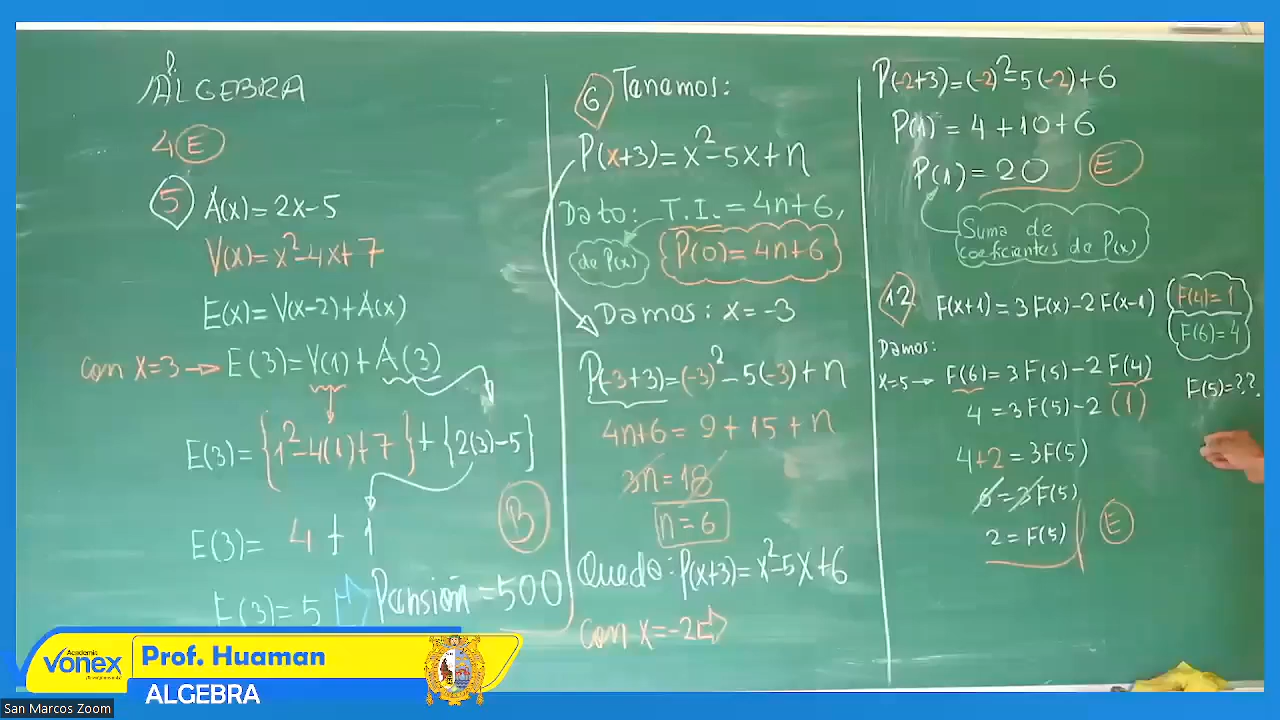 ALGEBRA
4 E
5
A(x) = 2x-5
V(x) = x²-4x+7
E(x) = V(x-2)+A(x)
con x=3 → E(3) = V(1) + A(3)
E(3) = {1²-4(1)+7} + {2(3)-5}
E(3) = 4 + 1
E(3) = 5 Pansión = 500
B
6 Tenemos:
P(x+3) = x²-5x+n
Dato: T.I. = 4n+6,
de P(x) P(0) = 4n+6
Damos: x = -3
P(-3+3) = (-3)² - 5(-3) + n
4n+6 = 9 + 15 + n
3n = 18
n = 6
Queda: P(x+3) = x²-5x+6
con x = -2 ⇒
P(-2+3) = (-2)² - 5(-2) + 6
P(1) = 4 + 10 + 6
P(1) = 20 E
Suma de
coeficientes de P(x)
12 F(x+1) = 3F(x) - 2F(x-1) F(4) = 1
F(6) = 4
Damos:
x=5 → F(6) = 3F(5) - 2F(4) F(5) = ??
4 = 3F(5) - 2(1)
4+2 = 3F(5)
6 = 3F(5)
2 = F(5) E
Academia
VONEX
Prof. Huaman
ALGEBRA
San Marcos Zoom